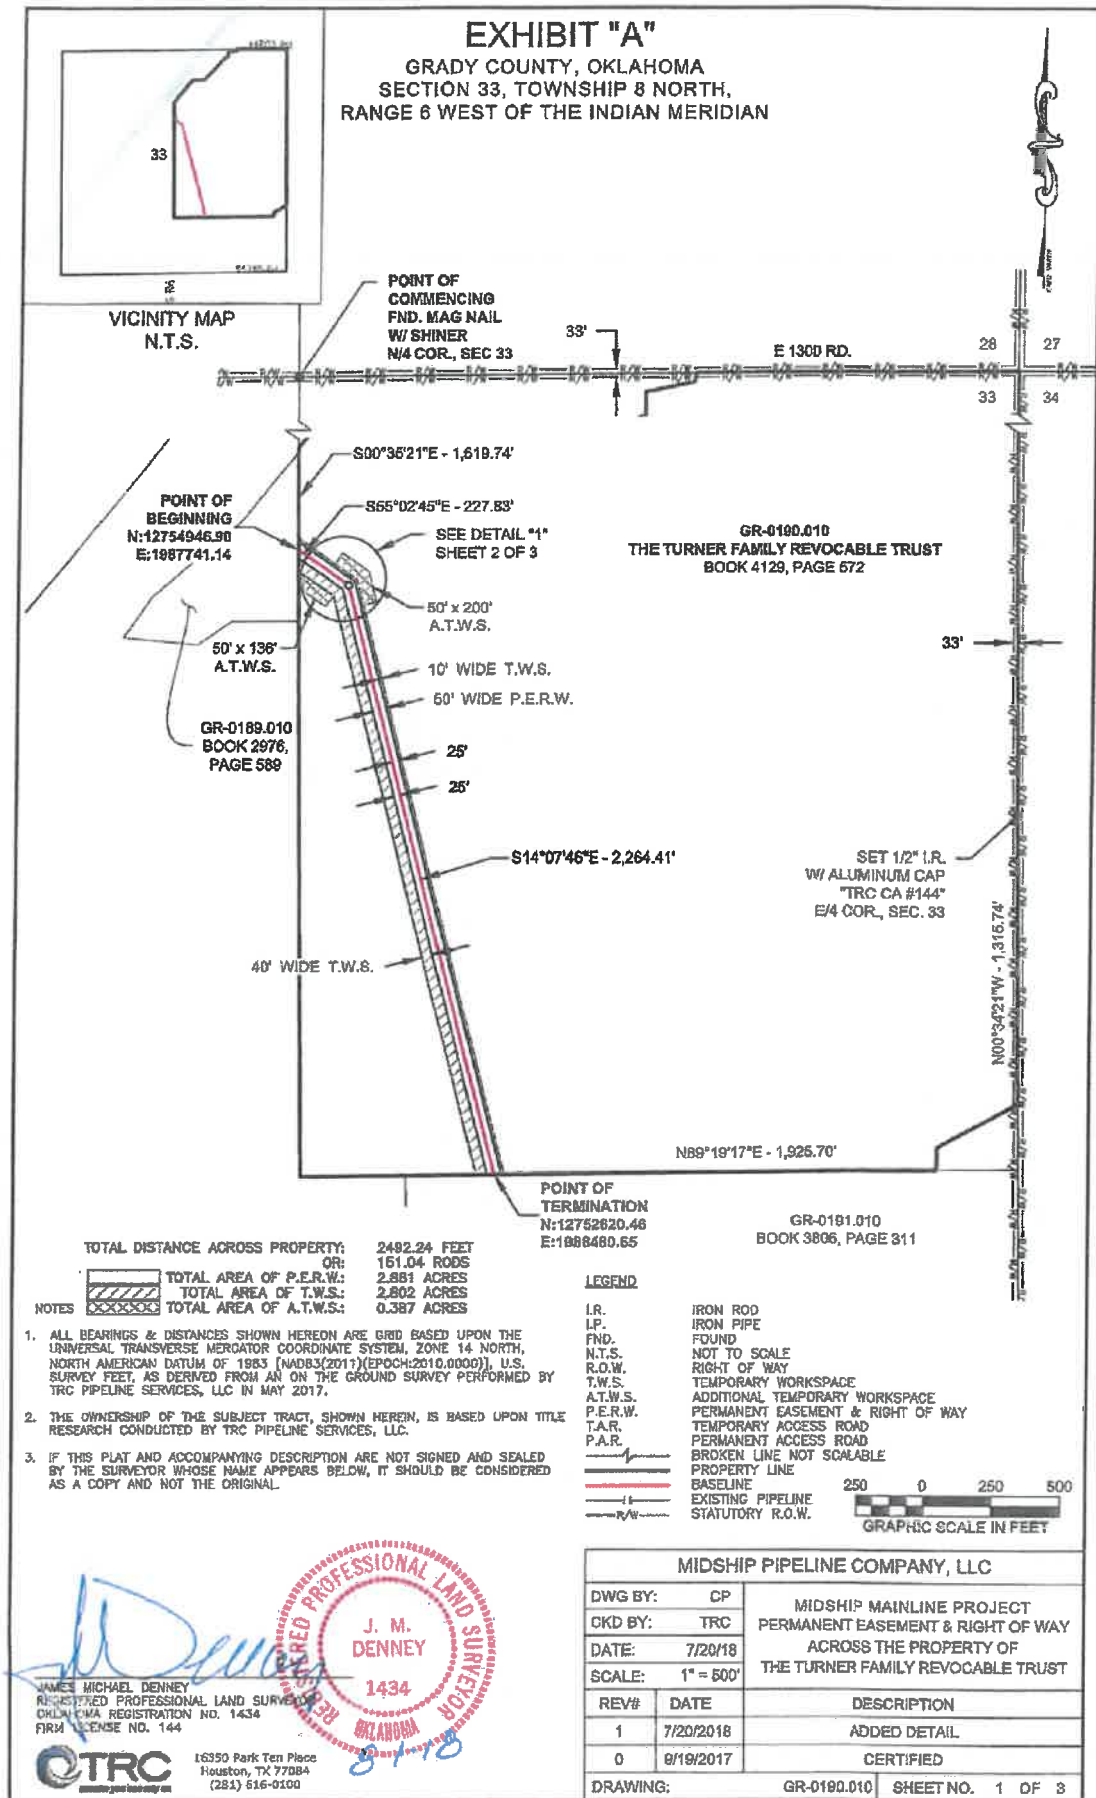 EXHIBIT "A"
GRADY COUNTY, OKLAHOMA
SECTION 33, TOWNSHIP 8 NORTH,
RANGE 6 WEST OF THE INDIAN MERIDIAN
33
VICINITY MAP
N.T.S.
POINT OF
COMMENCING
FND. MAG NAIL
W/ SHINER
N/4 COR., SEC 33
33'
E 1300 RD.
28
27
33
34
S00°35'21"E - 1,619.74'
POINT OF
BEGINNING
N:12754946.90
E:1987741.14
S55°02'45"E - 227.83'
SEE DETAIL "1"
SHEET 2 OF 3
GR-0190.010
THE TURNER FAMILY REVOCABLE TRUST
BOOK 4129, PAGE 572
50' x 200'
A.T.W.S.
50' x 136'
A.T.W.S.
33'
10' WIDE T.W.S.
50' WIDE P.E.R.W.
GR-0189.010
BOOK 2976,
PAGE 589
25'
25'
S14°07'46"E - 2,264.41'
SET 1/2" I.R.
W/ ALUMINUM CAP
"TRC CA #144"
E/4 COR., SEC. 33
N00°34'21"W - 1,315.74'
40' WIDE T.W.S.
N89°19'17"E - 1,925.70'
POINT OF
TERMINATION
N:12752620.46
E:1988480.65
GR-0191.010
BOOK 3806, PAGE 311
TOTAL DISTANCE ACROSS PROPERTY: 2492.24 FEET
OR: 151.04 RODS
TOTAL AREA OF P.E.R.W.: 2.861 ACRES
TOTAL AREA OF T.W.S.: 2.802 ACRES
TOTAL AREA OF A.T.W.S.: 0.387 ACRES
NOTES
1. ALL BEARINGS & DISTANCES SHOWN HEREON ARE GRID BASED UPON THE
UNIVERSAL TRANSVERSE MERCATOR COORDINATE SYSTEM, ZONE 14 NORTH,
NORTH AMERICAN DATUM OF 1983 [NAD83(2011)(EPOCH:2010.0000)], U.S.
SURVEY FEET, AS DERIVED FROM AN ON THE GROUND SURVEY PERFORMED BY
TRC PIPELINE SERVICES, LLC IN MAY 2017.
2. THE OWNERSHIP OF THE SUBJECT TRACT, SHOWN HEREIN, IS BASED UPON TITLE
RESEARCH CONDUCTED BY TRC PIPELINE SERVICES, LLC.
3. IF THIS PLAT AND ACCOMPANYING DESCRIPTION ARE NOT SIGNED AND SEALED
BY THE SURVEYOR WHOSE NAME APPEARS BELOW, IT SHOULD BE CONSIDERED
AS A COPY AND NOT THE ORIGINAL.
LEGEND
I.R. IRON ROD
I.P. IRON PIPE
FND. FOUND
N.T.S. NOT TO SCALE
R.O.W. RIGHT OF WAY
T.W.S. TEMPORARY WORKSPACE
A.T.W.S. ADDITIONAL TEMPORARY WORKSPACE
P.E.R.W. PERMANENT EASEMENT & RIGHT OF WAY
T.A.R. TEMPORARY ACCESS ROAD
P.A.R. PERMANENT ACCESS ROAD
BROKEN LINE NOT SCALABLE
PROPERTY LINE
BASELINE
EXISTING PIPELINE
R/W STATUTORY R.O.W.
250 0 250 500
GRAPHIC SCALE IN FEET
REGISTERED PROFESSIONAL LAND SURVEYOR
J. M.
DENNEY
1434
OKLAHOMA
8-1-18
JAMES MICHAEL DENNEY
REGISTERED PROFESSIONAL LAND SURVEYOR
OKLAHOMA REGISTRATION NO. 1434
FIRM LICENSE NO. 144
TRC
16350 Park Ten Place
Houston, TX 77084
(281) 616-0100
MIDSHIP PIPELINE COMPANY, LLC
DWG BY: CP
CKD BY: TRC
DATE: 7/20/18
SCALE: 1" = 500'
MIDSHIP MAINLINE PROJECT
PERMANENT EASEMENT & RIGHT OF WAY
ACROSS THE PROPERTY OF
THE TURNER FAMILY REVOCABLE TRUST
REV# DATE DESCRIPTION
1 7/20/2018 ADDED DETAIL
0 9/19/2017 CERTIFIED
DRAWING: GR-0190.010 SHEET NO. 1 OF 3